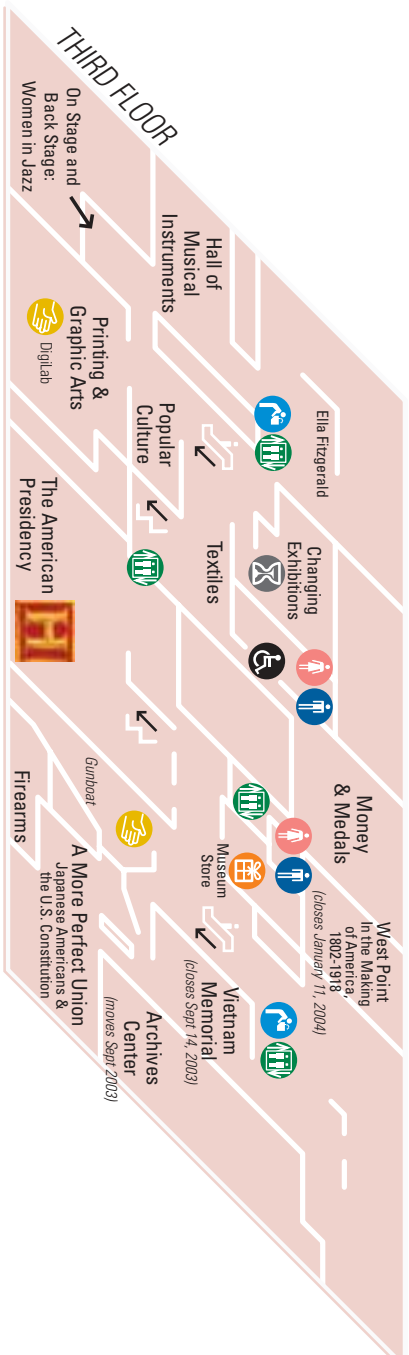 THIRD FLOOR
On Stage and
Back Stage:
Women in Jazz
Hall of
Musical
Instruments
Printing &
Graphic Arts
DigiLab
Popular
Culture
Ella Fitzgerald
Changing
Exhibitions
Textiles
The American
Presidency
H
Money
& Medals
West Point
In the Making
of America,
1802-1918
(closes January 11, 2004)
Museum
Store
Gunboat
Firearms
A More Perfect Union
Japanese Americans &
the U.S. Constitution
Vietnam
Memorial
(closes Sept 14, 2003)
Archives
Center
(moves Sept 2003)